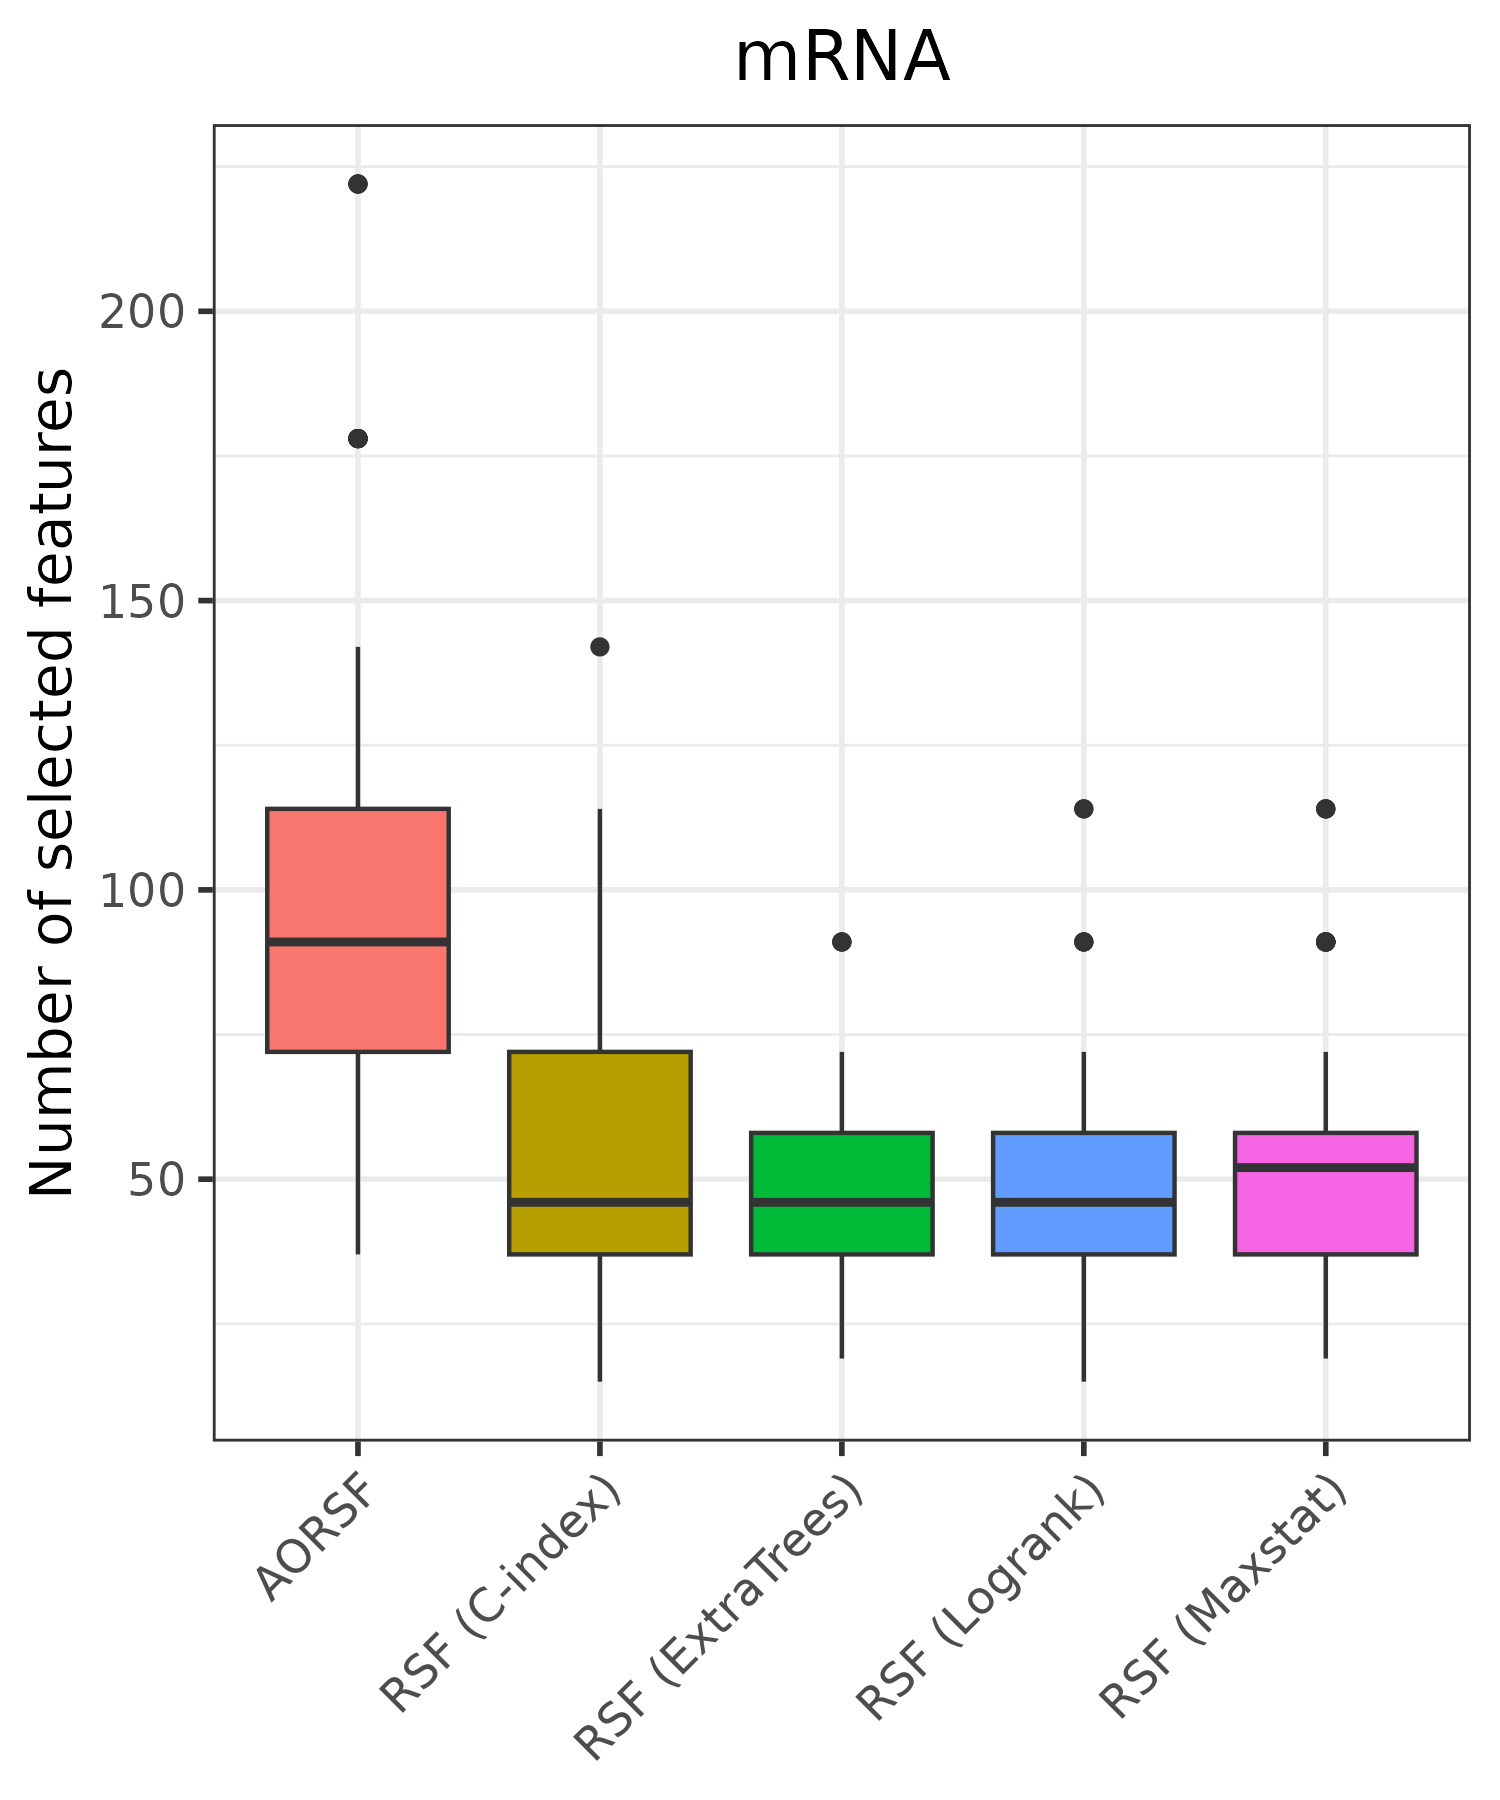 mRNA
Number of selected features
200
150
100
50
AORSF
RSF (C-index)
RSF (ExtraTrees)
RSF (Logrank)
RSF (Maxstat)